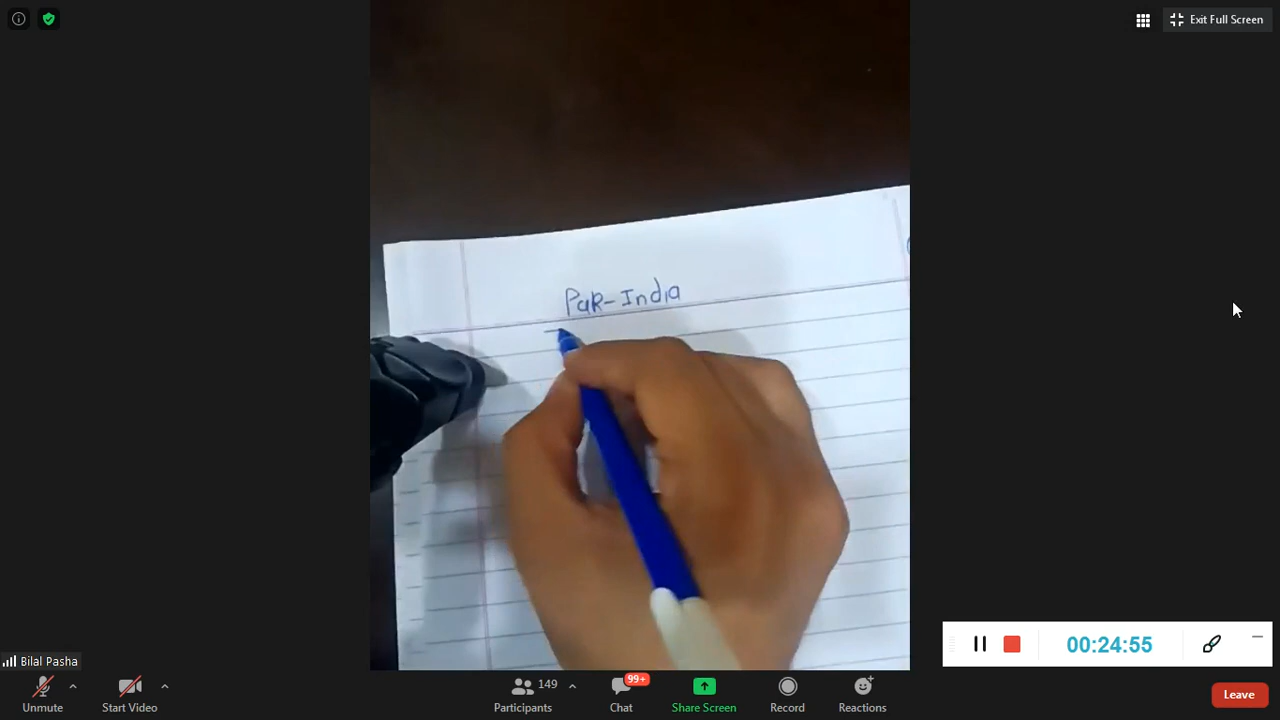 Exit Full Screen
Pak-India
00:24:55
Bilal Pasha
149
99+
Unmute
Start Video
Participants
Chat
Share Screen
Record
Reactions
Leave